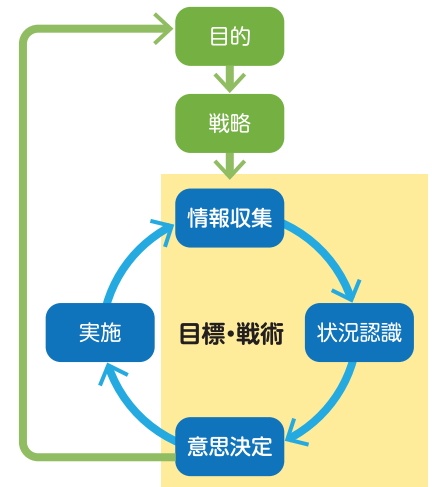 目的
戦略
情報収集
実施
目標・戦術
状況認識
意思決定